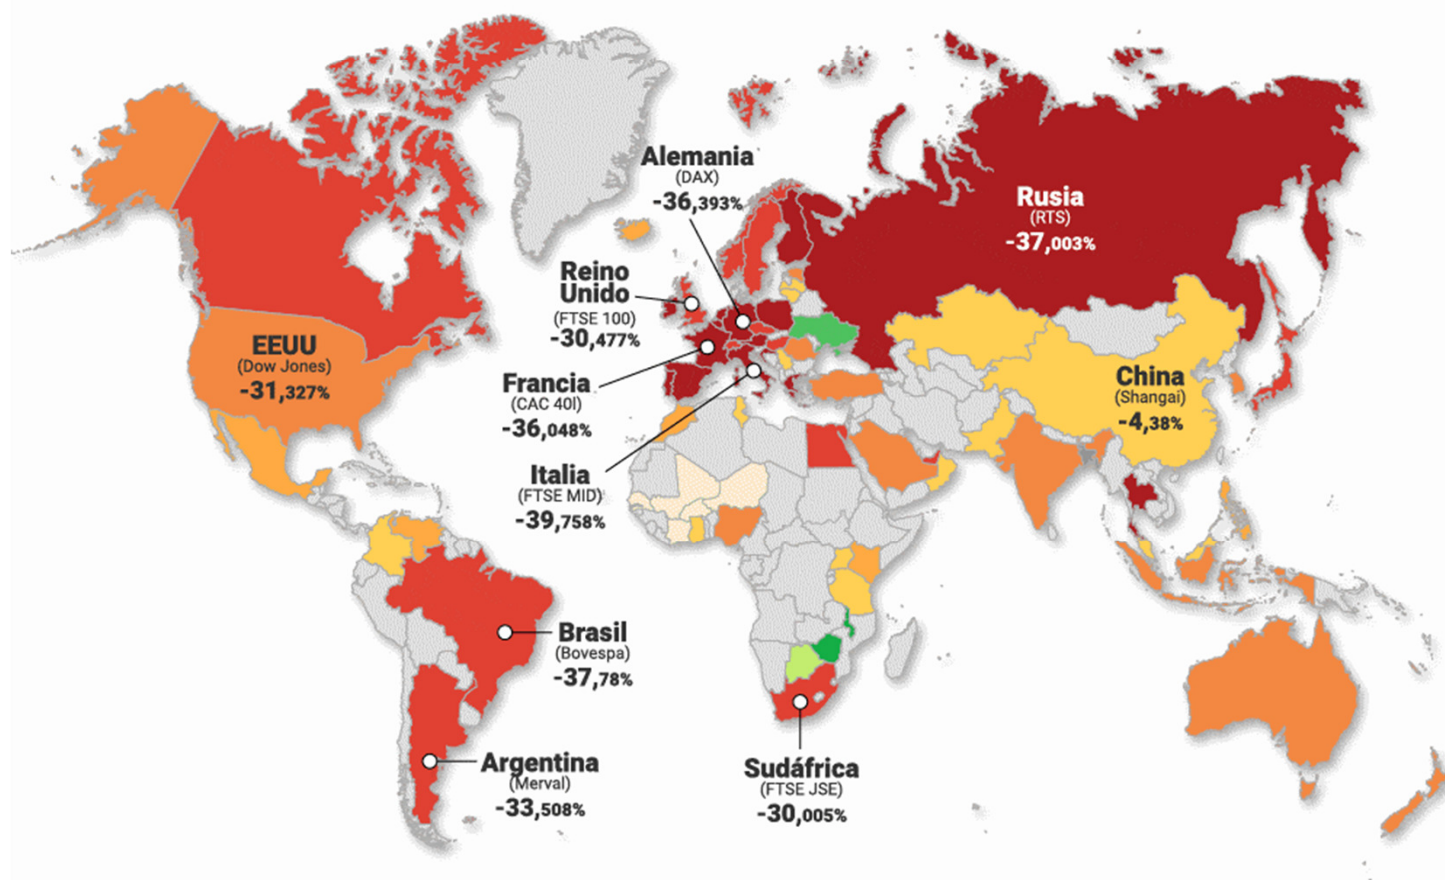 Alemania
(DAX)
-36,393%
Rusia
(RTS)
-37,003%
Reino
Unido
(FTSE 100)
-30,477%
EEUU
(Dow Jones)
-31,327%
Francia
(CAC 40I)
-36,048%
China
(Shangai)
-4,38%
Italia
(FTSE MID)
-39,758%
Brasil
(Bovespa)
-37,78%
Argentina
(Merval)
-33,508%
Sudáfrica
(FTSE JSE)
-30,005%